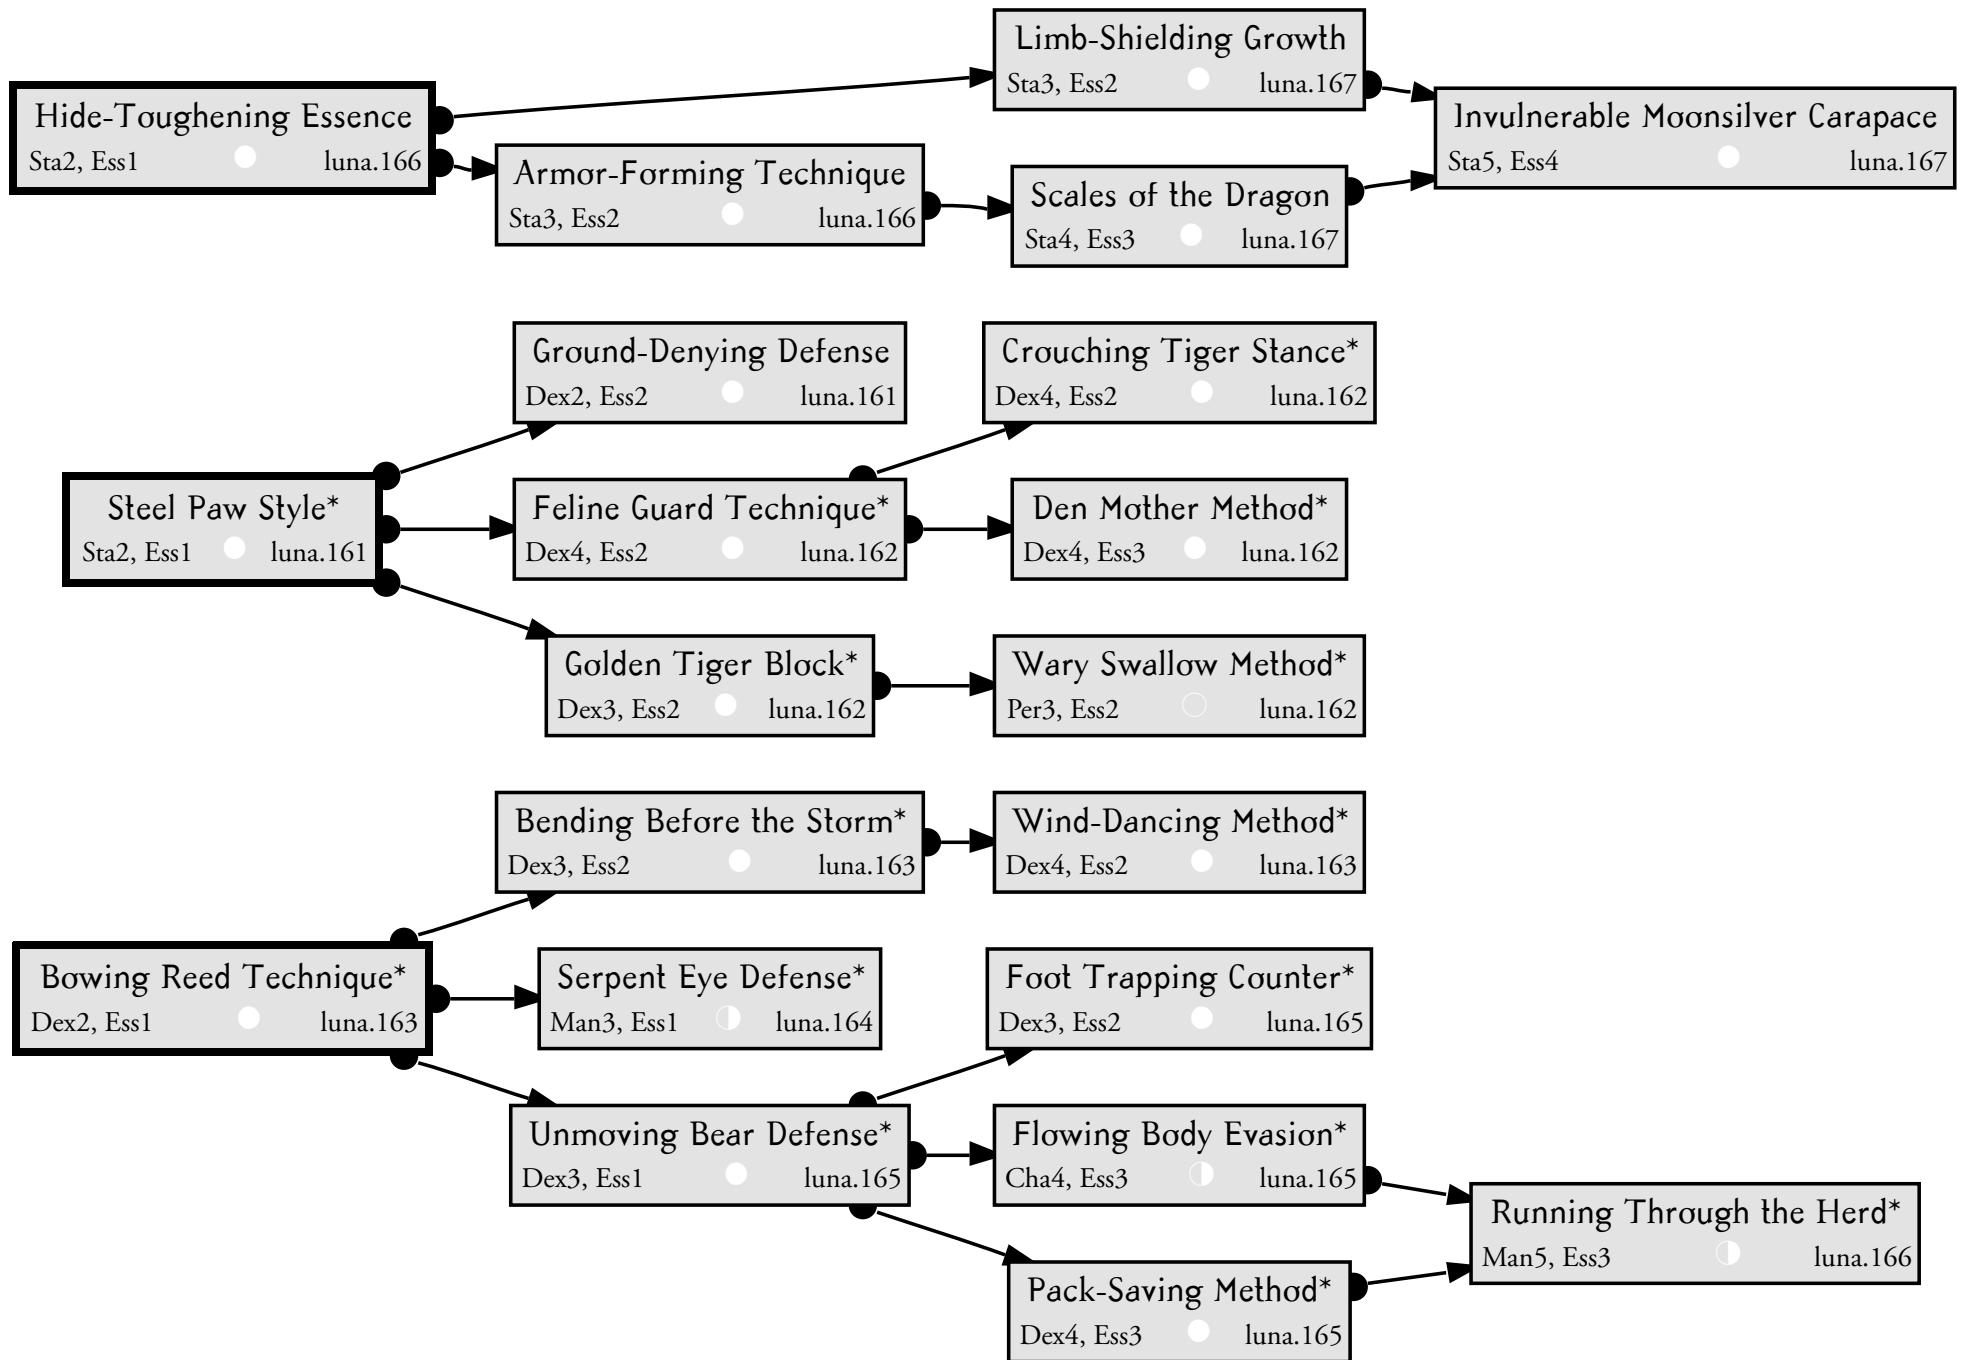 Limb-Shielding Growth
Sta3, Ess2 luna.167
Hide-Toughening Essence
Sta2, Ess1 luna.166
Invulnerable Moonsilver Carapace
Sta5, Ess4 luna.167
Armor-Forming Technique
Sta3, Ess2 luna.166
Scales of the Dragon
Sta4, Ess3 luna.167
Ground-Denying Defense
Dex2, Ess2 luna.161
Crouching Tiger Stance*
Dex4, Ess2 luna.162
Steel Paw Style*
Sta2, Ess1 luna.161
Feline Guard Technique*
Dex4, Ess2 luna.162
Den Mother Method*
Dex4, Ess3 luna.162
Golden Tiger Block*
Dex3, Ess2 luna.162
Wary Swallow Method*
Per3, Ess2 luna.162
Bending Before the Storm*
Dex3, Ess2 luna.163
Wind-Dancing Method*
Dex4, Ess2 luna.163
Bowing Reed Technique*
Dex2, Ess1 luna.163
Serpent Eye Defense*
Man3, Ess1 luna.164
Foot Trapping Counter*
Dex3, Ess2 luna.165
Unmoving Bear Defense*
Dex3, Ess1 luna.165
Flowing Body Evasion*
Cha4, Ess3 luna.165
Running Through the Herd*
Man5, Ess3 luna.166
Pack-Saving Method*
Dex4, Ess3 luna.165